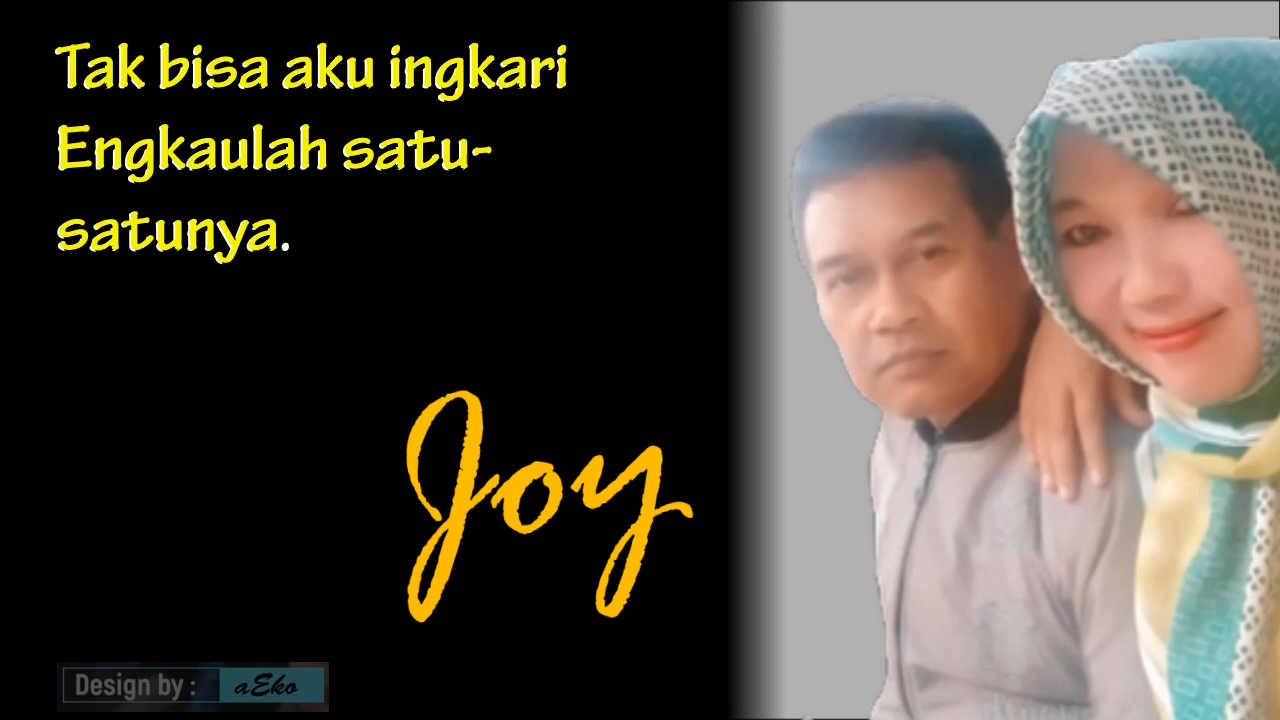 Tak bisa aku ingkari
Engkaulah satu-
satunya.
Joy
Design by : aEko